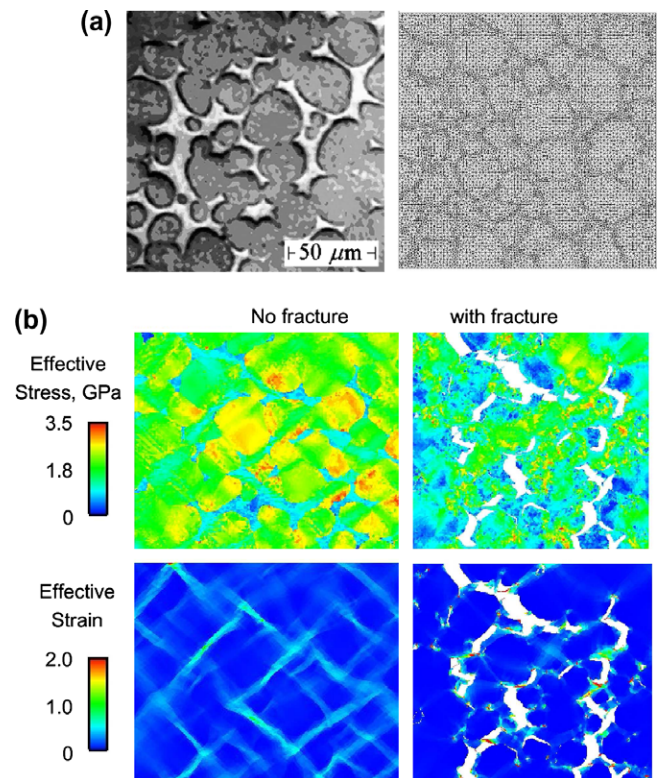 (a)
50 μm
(b)
No fracture
with fracture
Effective
Stress, GPa
3.5
1.8
0
Effective
Strain
2.0
1.0
0